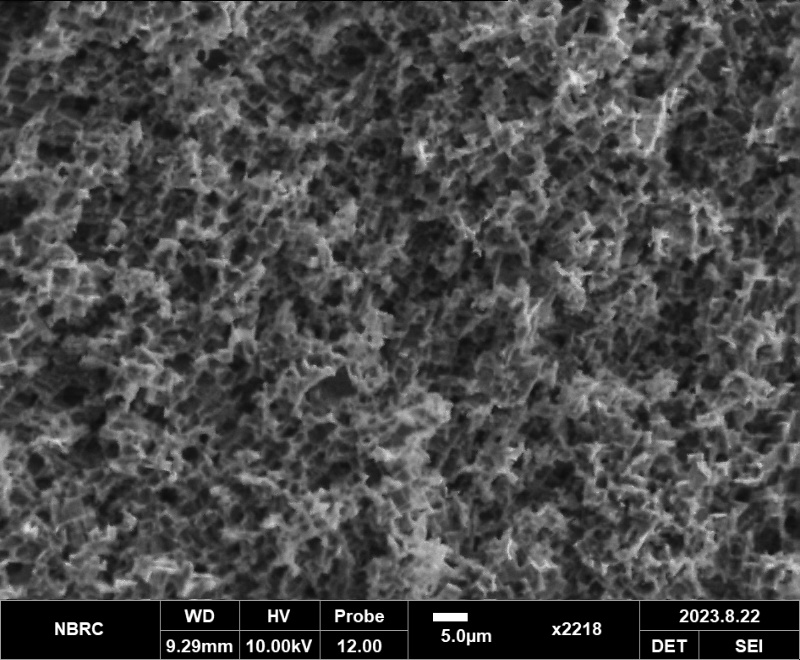 NBRC
WD HV Probe
9.29mm 10.00kV 12.00
5.0μm
x2218
2023.8.22
DET SEI